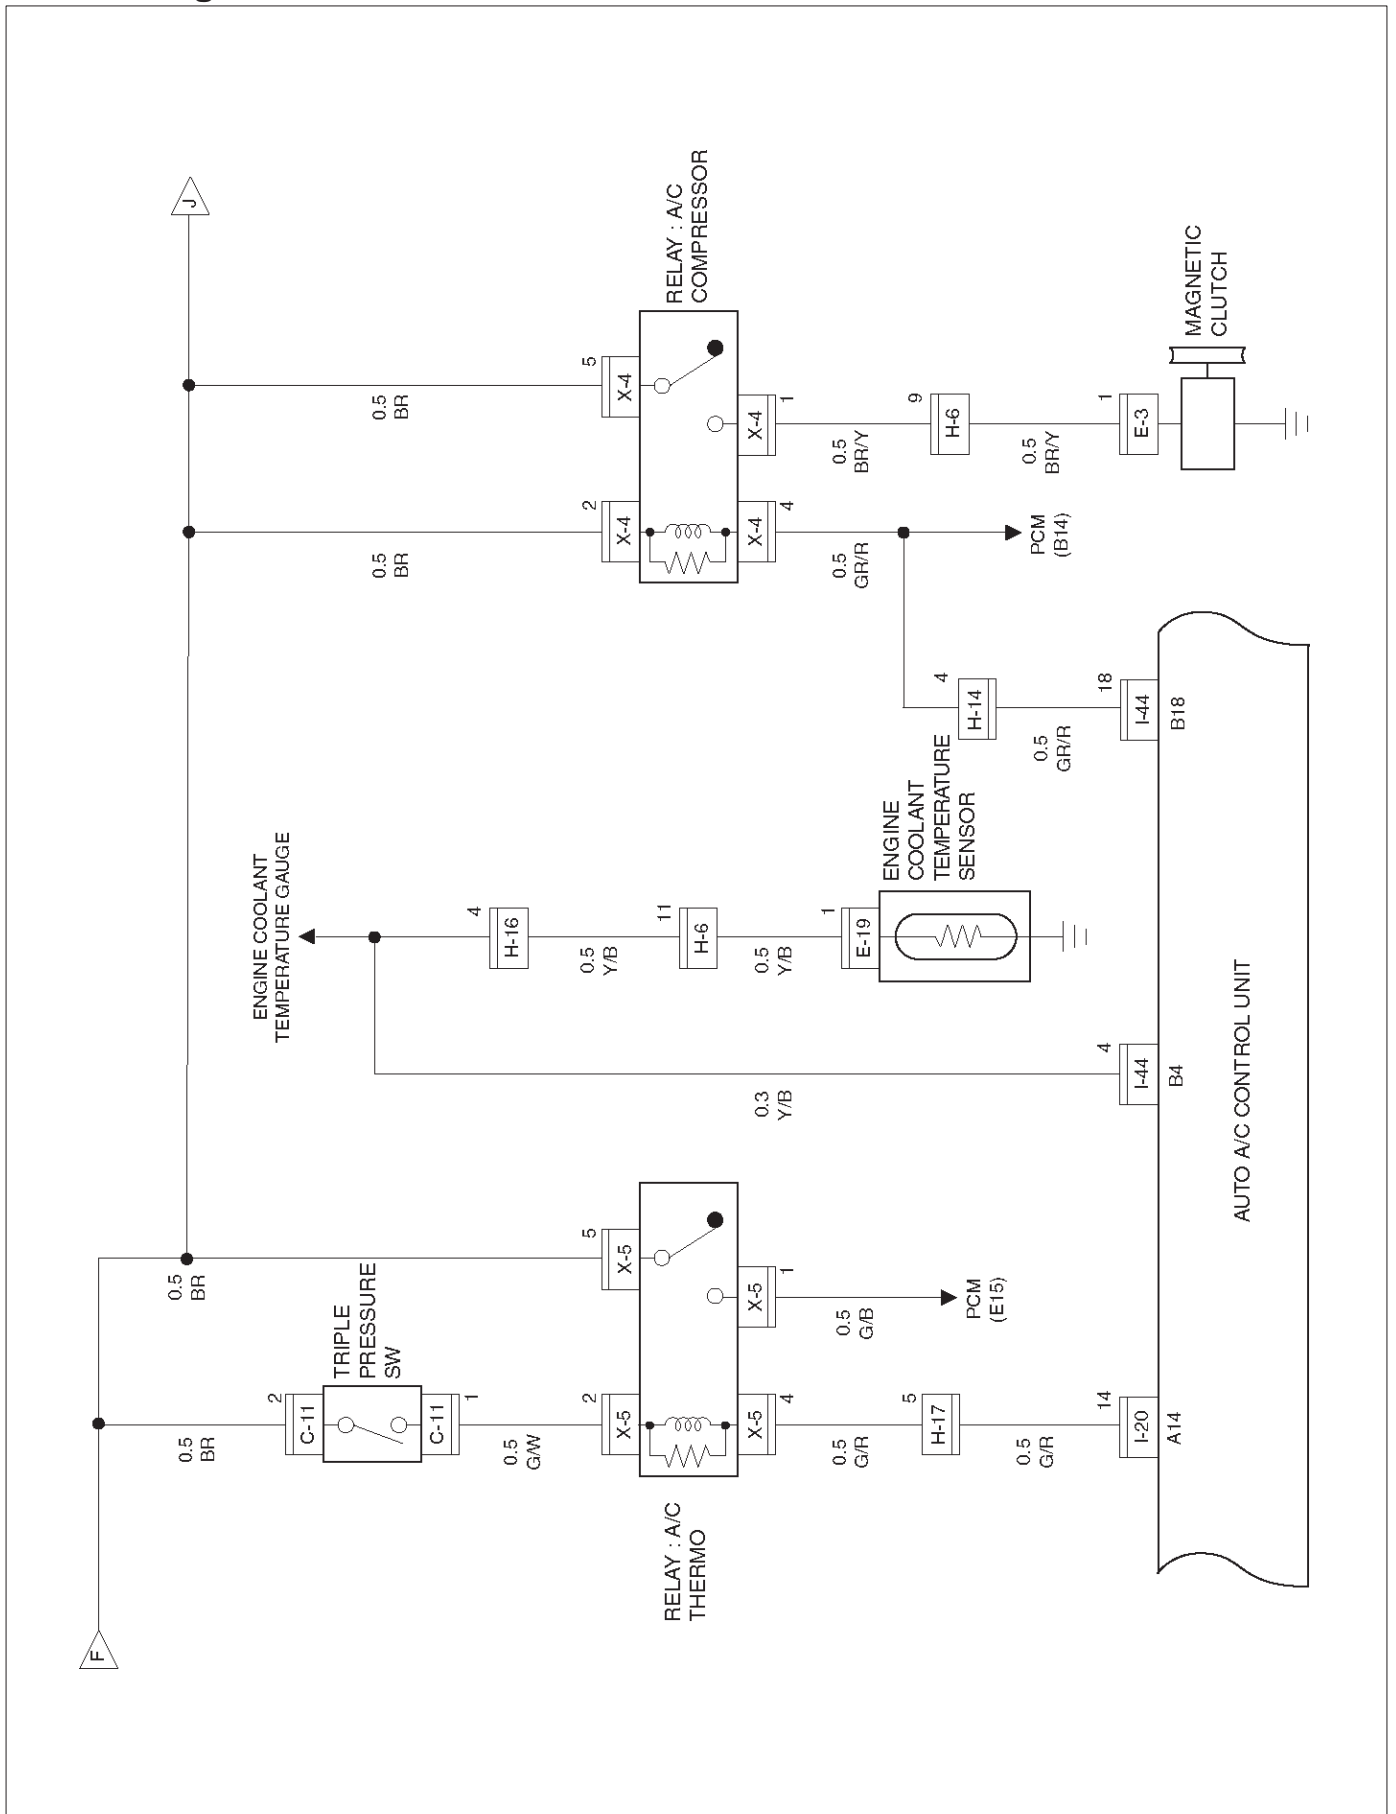 F
0.5
BR
2
C-11
TRIPLE
PRESSURE
SW
C-11
1
0.5
G/W
2
X-5
RELAY : A/C
THERMO
X-5
4
0.5
G/R
5
H-17
0.5
G/R
14
I-20
A14
0.5
BR
5
X-5
X-5
1
0.5
G/B
PCM
(E15)
ENGINE COOLANT
TEMPERATURE GAUGE
0.3
Y/B
4
I-44
B4
4
H-16
0.5
Y/B
11
H-6
0.5
Y/B
1
E-19
ENGINE
COOLANT
TEMPERATURE
SENSOR
AUTO A/C CONTROL UNIT
J
0.5
BR
2
X-4
X-4
4
0.5
GR/R
PCM
(B14)
4
H-14
0.5
GR/R
18
I-44
B18
0.5
BR
5
X-4
RELAY : A/C
COMPRESSOR
X-4
1
0.5
BR/Y
9
H-6
0.5
BR/Y
1
E-3
MAGNETIC
CLUTCH